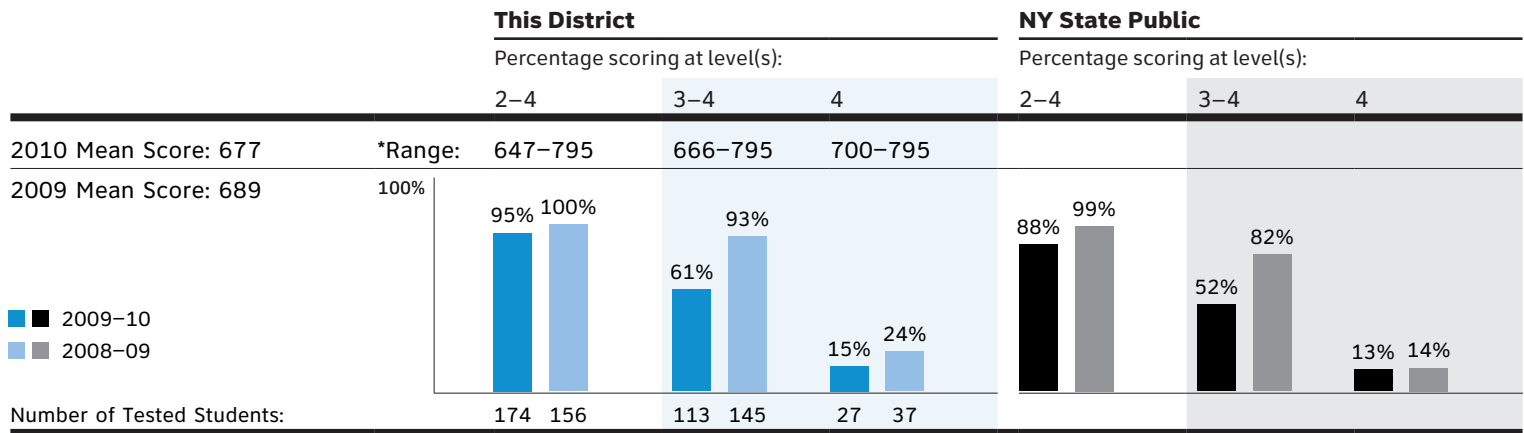 This District NY State Public
Percentage scoring at level(s): Percentage scoring at level(s):
2–4 3–4 4 2–4 3–4 4
2010 Mean Score: 677 *Range: 647–795 666–795 700–795
2009 Mean Score: 689 100%
95% 100% 93% 88% 99% 82%
61% 52%
15% 24% 13% 14%
2009–10
2008–09
Number of Tested Students: 174 156 113 145 27 37